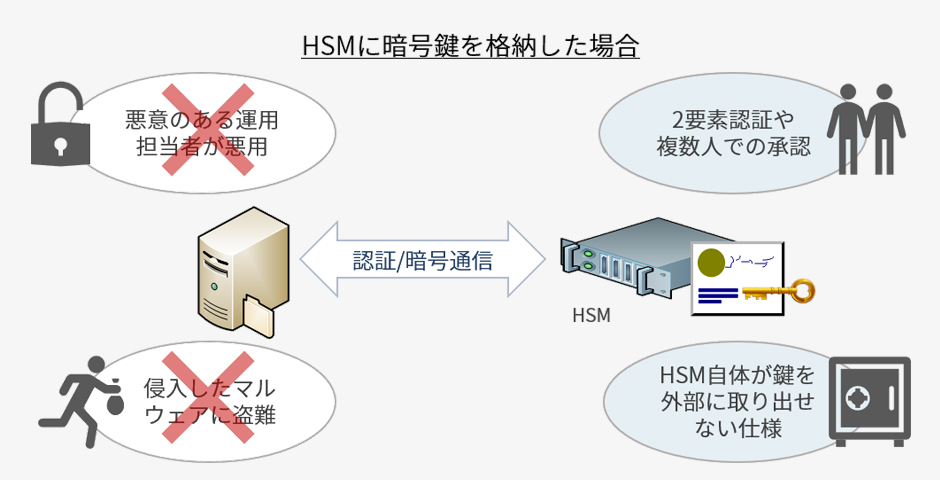 HSMに暗号鍵を格納した場合
悪意のある運用
担当者が悪用
2要素認証や
複数人での承認
認証/暗号通信
HSM
侵入したマル
ウェアに盗難
HSM自体が鍵を
外部に取り出せ
ない仕様